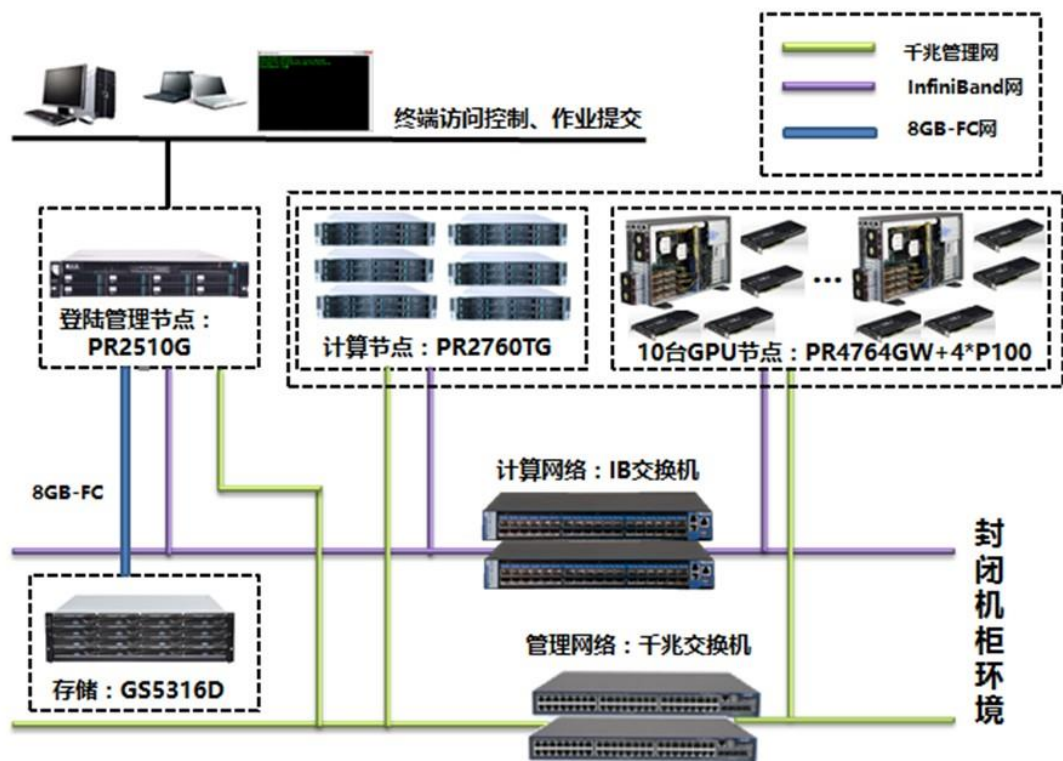 千兆管理网
InfiniBand网
8GB-FC网
终端访问控制、作业提交
登陆管理节点：
PR2510G
计算节点：PR2760TG
...
10台GPU节点：PR4764GW+4*P100
8GB-FC
计算网络：IB交换机
存储：GS5316D
管理网络：千兆交换机
封闭机柜环境